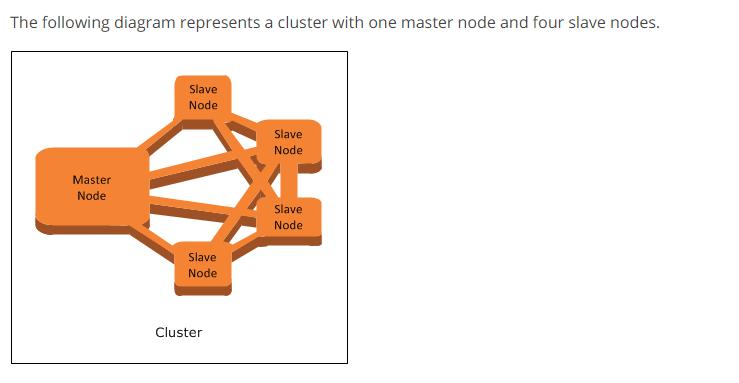 The following diagram represents a cluster with one master node and four slave nodes.
Slave
Node
Slave
Node
Master
Node
Slave
Node
Slave
Node
Cluster